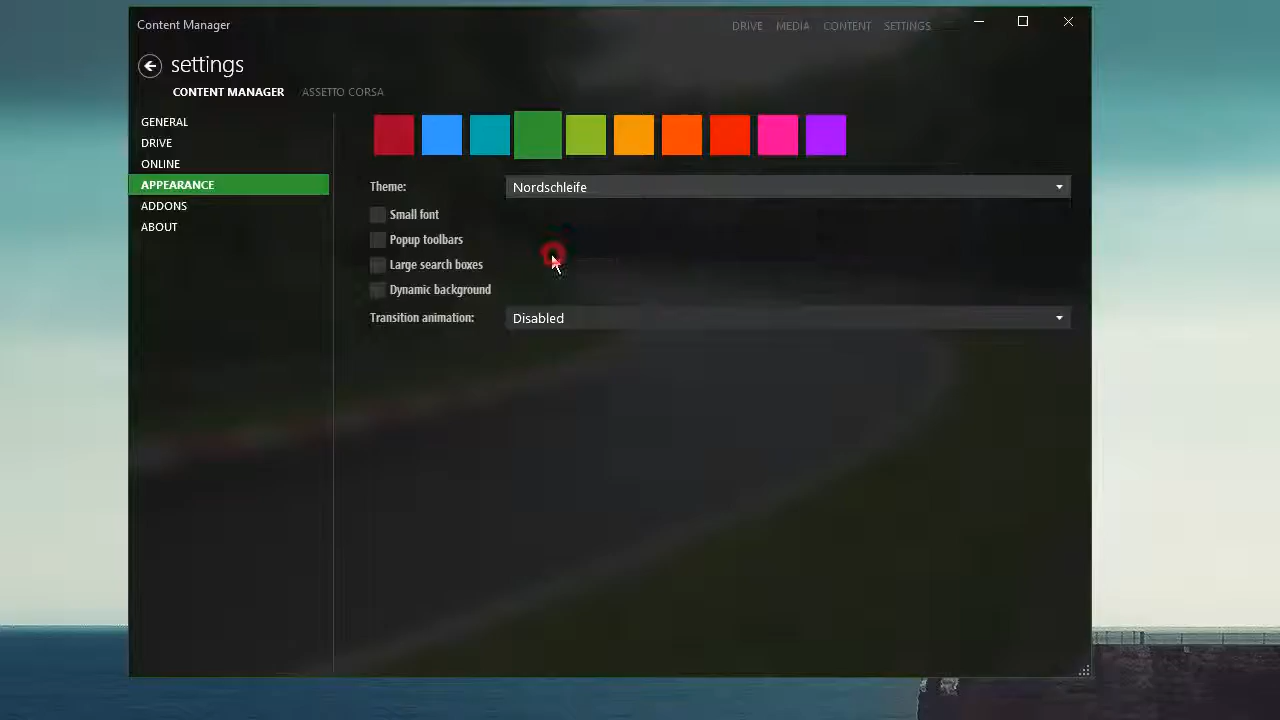 Content Manager
DRIVE MEDIA CONTENT SETTINGS
settings
CONTENT MANAGER ASSETTO CORSA
GENERAL
DRIVE
ONLINE
APPEARANCE
ADDONS
ABOUT
Theme: Nordschleife
Small font
Popup toolbars
Large search boxes
Dynamic background
Transition animation: Disabled